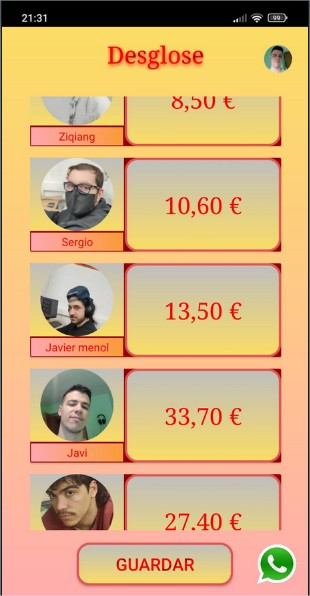 21:31
Desglose
8,50 €
Ziqiang
10,60 €
Sergio
13,50 €
Javier menol
33,70 €
Javi
27,40 €
GUARDAR